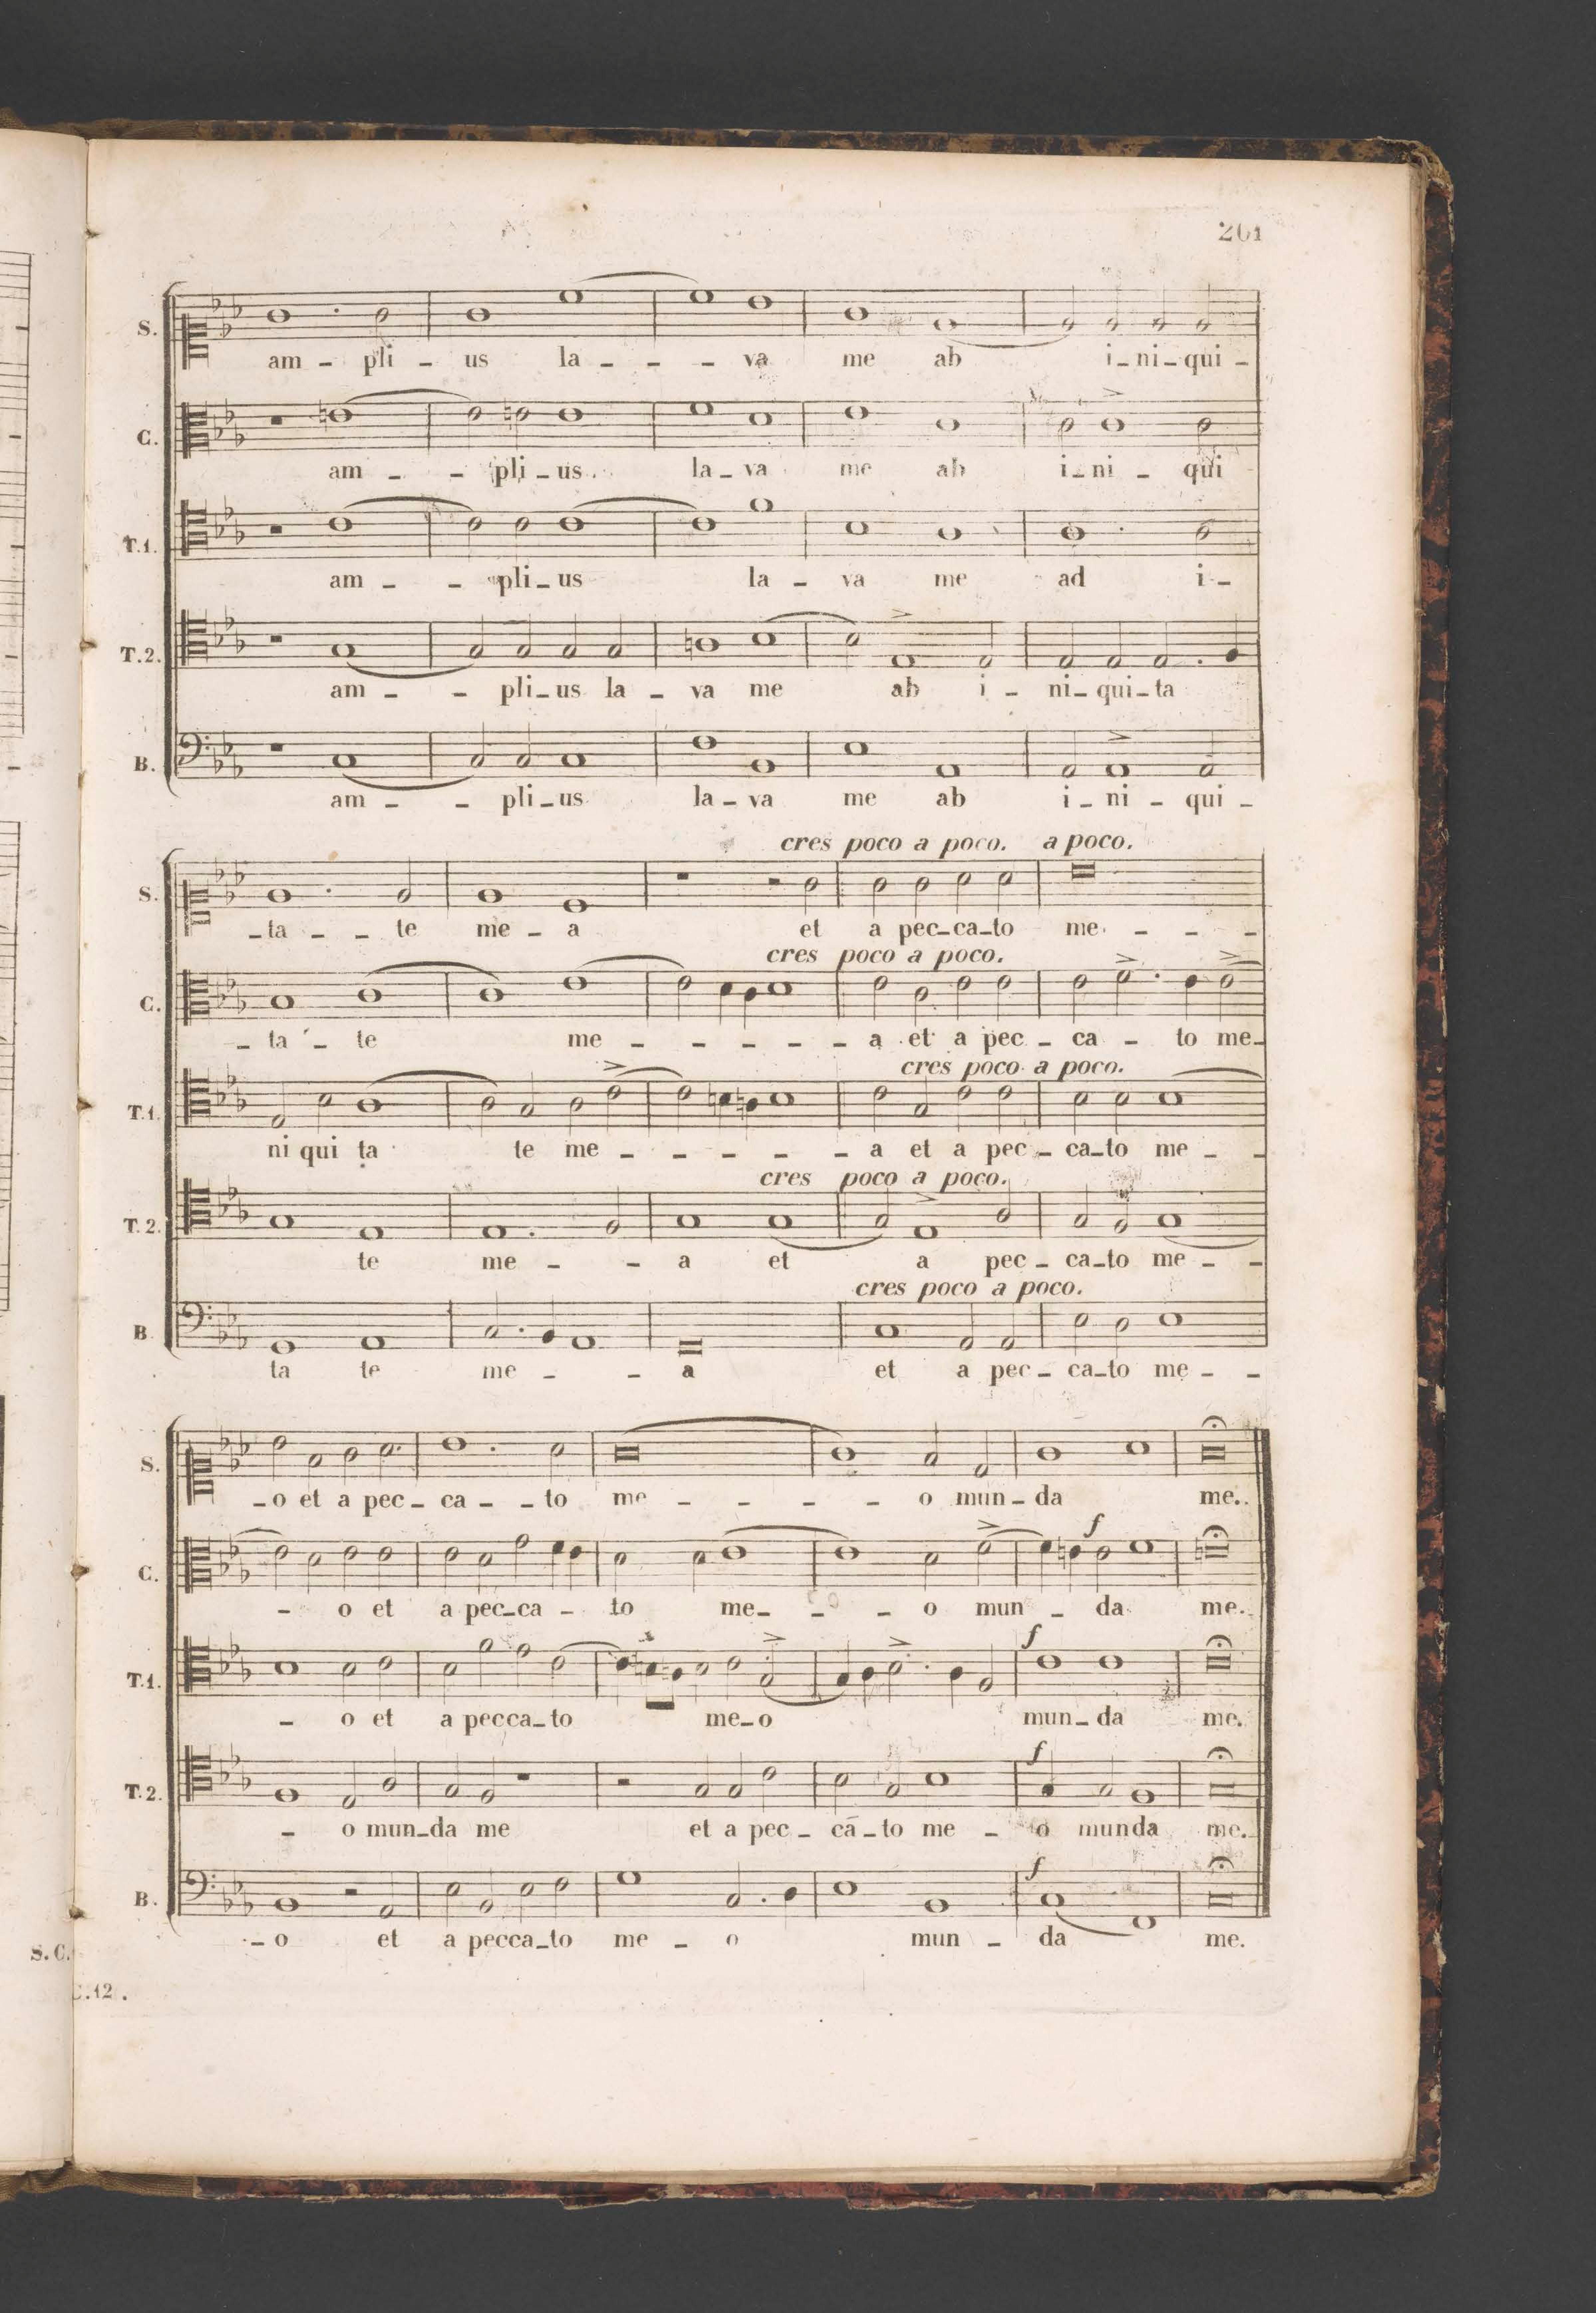 261
S.
am - pli - us la - - - va me ab i - ni - qui -
C.
am - - pli - us. la - va me ab i - ni - qui
T.1.
am - - pli - us la - va me ad i -
T.2.
am - - pli - us la - va me ab i - ni - qui - ta
B.
am - - pli - us la - va me ab i - ni - qui -
cres poco a poco. a poco.
S.
- ta - - te me - a et a pec - ca - to me - - -
cres poco a poco.
C.
- ta - te me - - - - - a et a pec - ca - to me -
cres poco a poco.
T.1.
ni qui ta te me - - - - - a et a pec - ca - to me - -
cres poco a poco.
T.2.
te me - - a et a pec - ca - to me - -
cres poco a poco.
B.
ta te me - - a et a pec - ca - to me - -
S.
- o et a pec - ca - - to me - - - o mun - da me.
f
C.
- o et a pec - ca - to me - - - o mun - da me.
f
T.1.
- o et a pecca - to me - o mun - da me.
f
T.2.
- o mun - da me et a pec - cã - to me - o munda me.
f
B.
- o et a pecca - to me - o mun - da me.
S. C.
C.12.